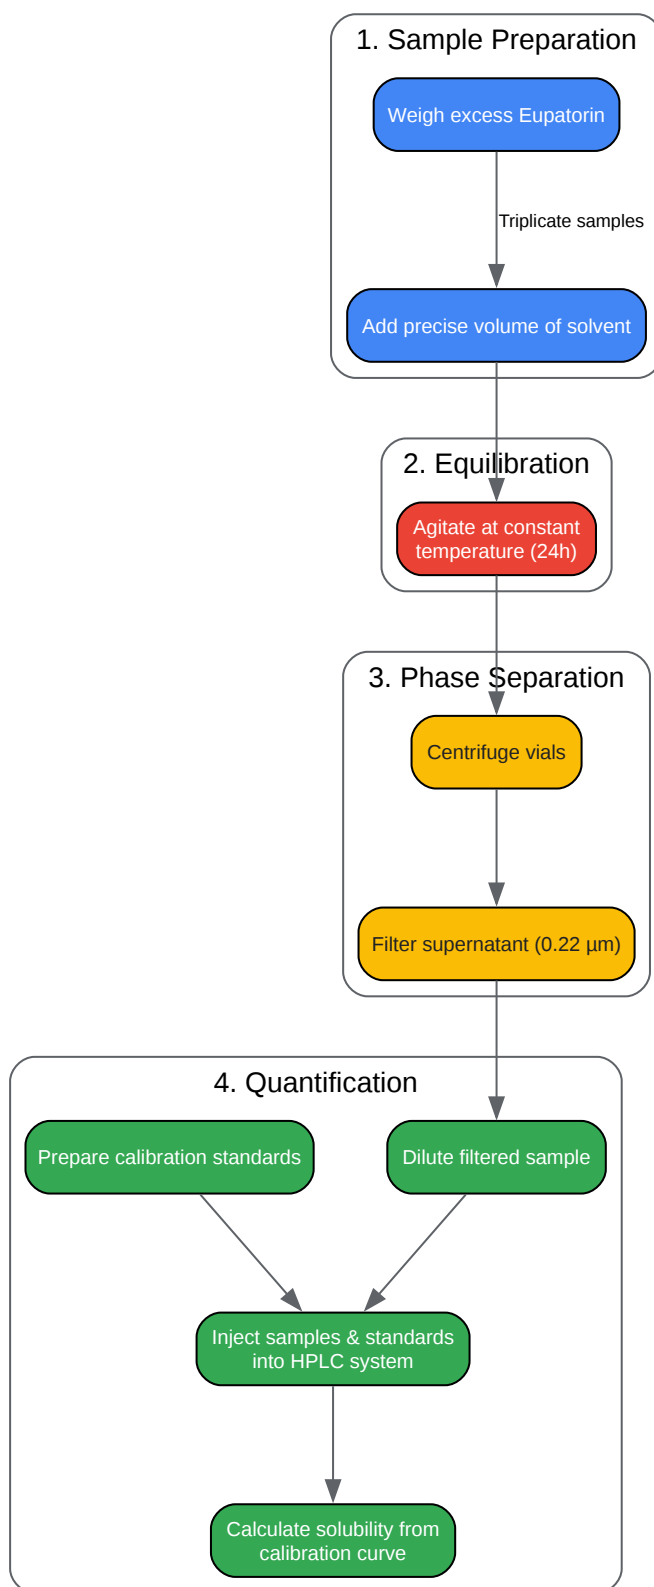 1. Sample Preparation
Weigh excess Eupatorin
Triplicate samples
Add precise volume of solvent
2. Equilibration
Agitate at constant
temperature (24h)
3. Phase Separation
Centrifuge vials
Filter supernatant (0.22 µm)
4. Quantification
Prepare calibration standards
Dilute filtered sample
Inject samples & standards
into HPLC system
Calculate solubility from
calibration curve